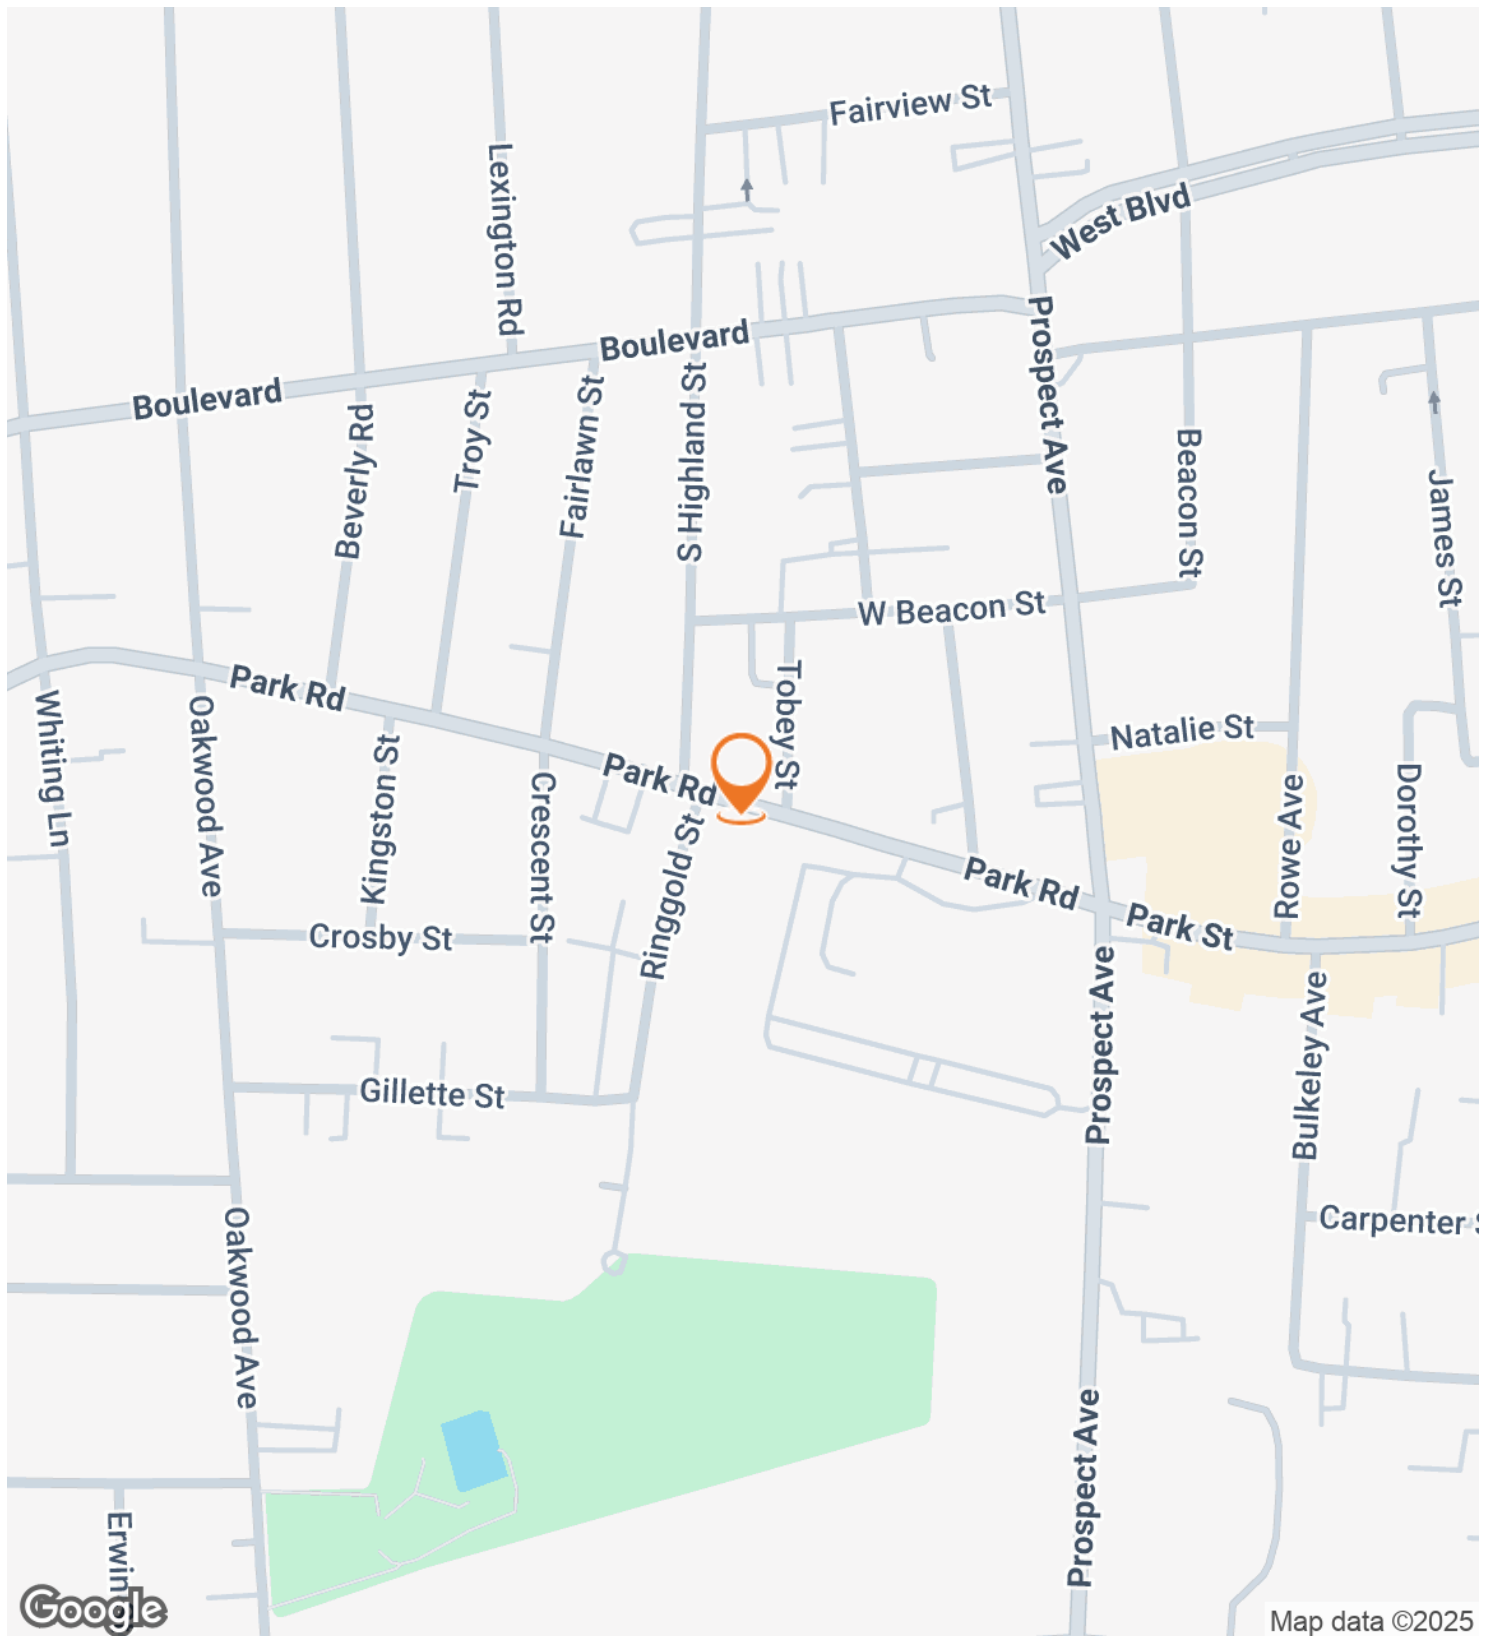 Fairview St
West Blvd
Lexington Rd
Boulevard
Boulevard
Prospect Ave
Beverly Rd
Troy St
Fairlawn St
S Highland St
Beacon St
James St
W Beacon St
Park Rd
Whiting Ln
Oakwood Ave
Kingston St
Crescent St
Park Rd
Tobey St
Natalie St
Rowe Ave
Dorothy St
Ringgold St
Park Rd
Park St
Crosby St
Prospect Ave
Bulkeley Ave
Gillette St
Carpenter S
Oakwood Ave
Prospect Ave
Erwin S
Google
Map data ©2025